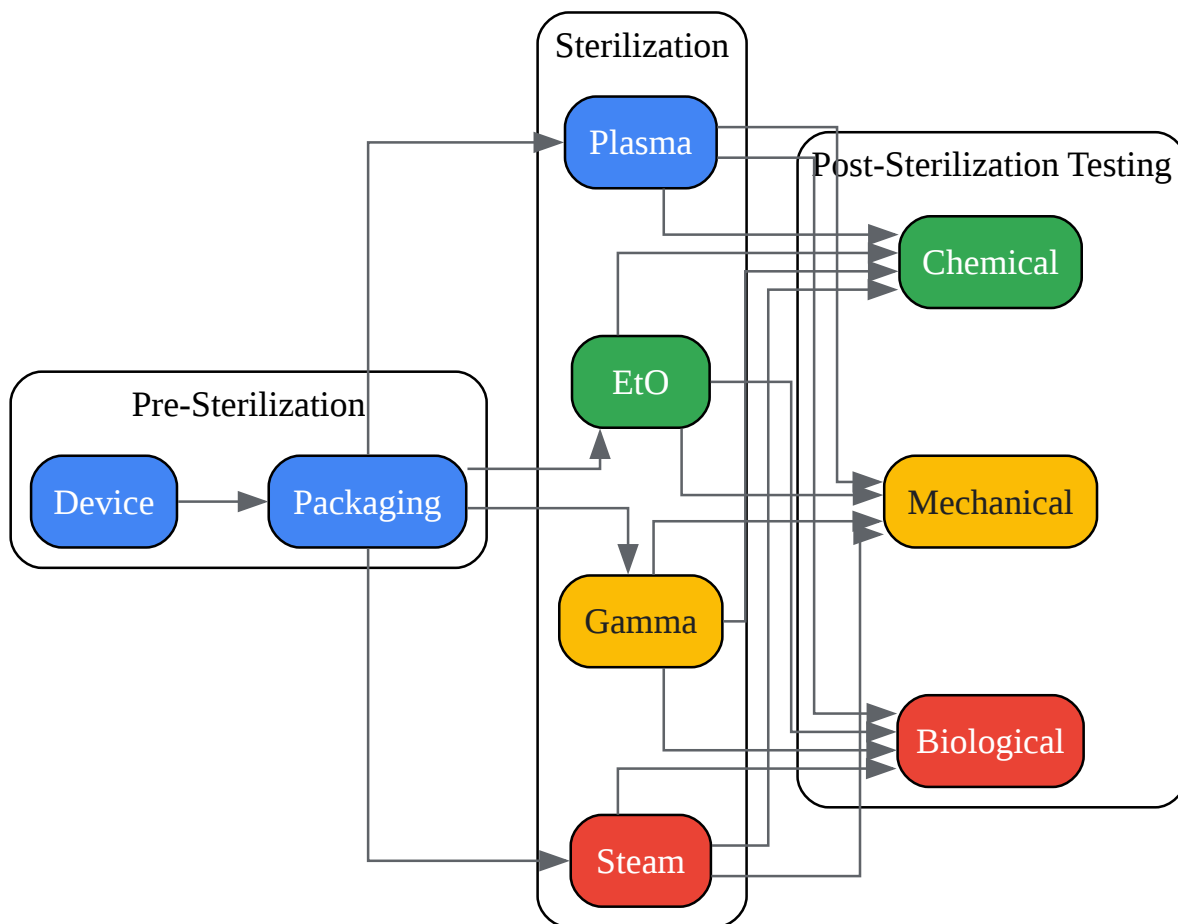 Sterilization
Plasma
Post-Sterilization Testing
Chemical
EtO
Pre-Sterilization
Device
Packaging
Mechanical
Gamma
Biological
Steam